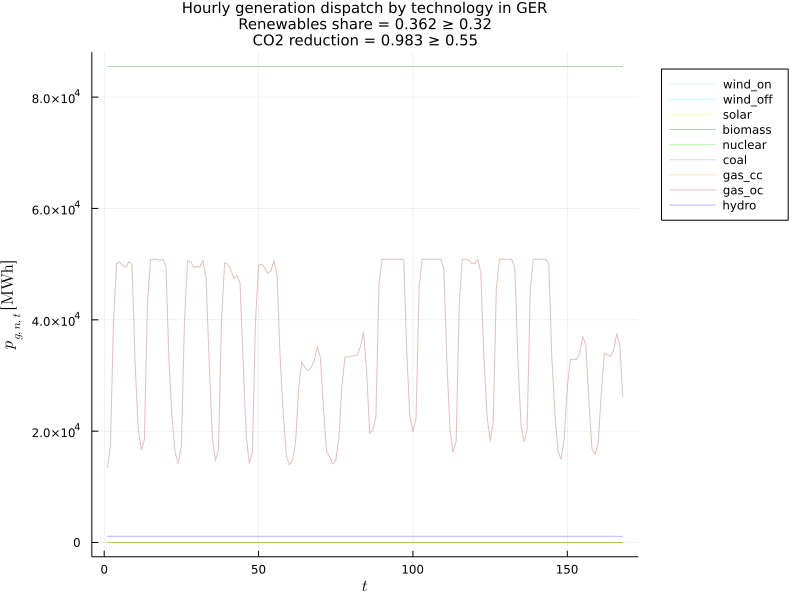 Hourly generation dispatch by technology in GER
Renewables share = 0.362 ≥ 0.32
CO2 reduction = 0.983 ≥ 0.55
8.0×10⁴
6.0×10⁴
4.0×10⁴
2.0×10⁴
0
p_{g,n,t} [MWh]
0 50 100 150
t
wind_on
wind_off
solar
biomass
nuclear
coal
gas_cc
gas_oc
hydro